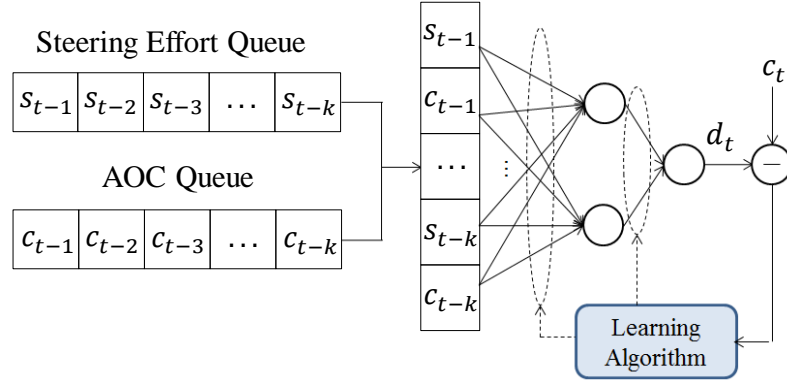 Steering Effort Queue
s_{t-1} s_{t-2} s_{t-3} ... s_{t-k}
AOC Queue
c_{t-1} c_{t-2} c_{t-3} ... c_{t-k}
s_{t-1}
c_{t-1}
...
s_{t-k}
c_{t-k}
⋮
d_t
c_t
−
Learning
Algorithm